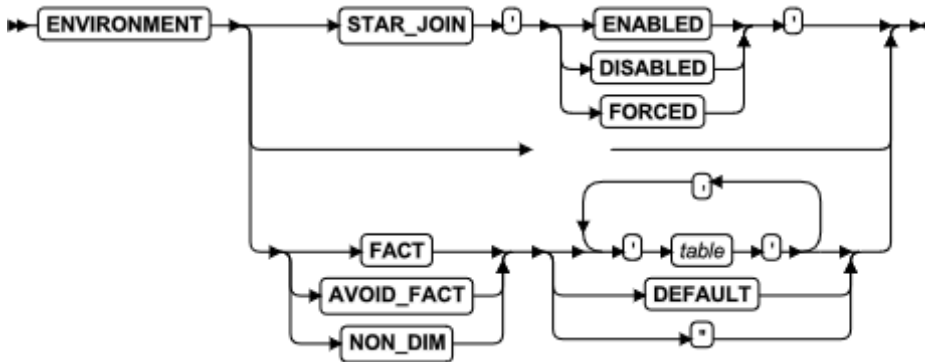 ENVIRONMENT STAR_JOIN ' ENABLED '
DISABLED
FORCED
,
FACT ' table '
AVOID_FACT DEFAULT
NON_DIM "